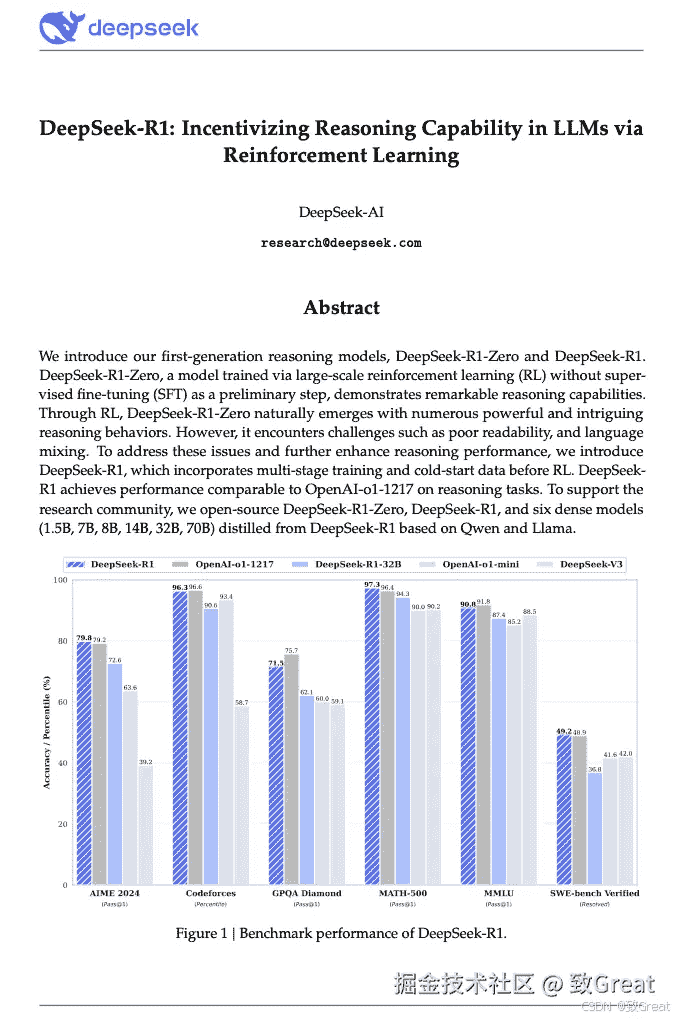 deepseek
DeepSeek-R1: Incentivizing Reasoning Capability in LLMs via
Reinforcement Learning
DeepSeek-AI
research@deepseek.com
Abstract
We introduce our first-generation reasoning models, DeepSeek-R1-Zero and DeepSeek-R1.
DeepSeek-R1-Zero, a model trained via large-scale reinforcement learning (RL) without super-
vised fine-tuning (SFT) as a preliminary step, demonstrates remarkable reasoning capabilities.
Through RL, DeepSeek-R1-Zero naturally emerges with numerous powerful and intriguing
reasoning behaviors. However, it encounters challenges such as poor readability, and language
mixing. To address these issues and further enhance reasoning performance, we introduce
DeepSeek-R1, which incorporates multi-stage training and cold-start data before RL. DeepSeek-
R1 achieves performance comparable to OpenAI-o1-1217 on reasoning tasks. To support the
research community, we open-source DeepSeek-R1-Zero, DeepSeek-R1, and six dense models
(1.5B, 7B, 8B, 14B, 32B, 70B) distilled from DeepSeek-R1 based on Qwen and Llama.
DeepSeek-R1 OpenAI-o1-1217 DeepSeek-R1-32B OpenAI-o1-mini DeepSeek-V3
Accuracy / Percentile (%)
100
80
60
40
20
0
79.8 79.2 72.6 63.6 39.2
96.3 96.6 90.6 93.4 58.7
71.5 75.7 62.1 60.0 59.1
97.3 96.4 94.3 90.0 90.2
90.8 91.8 87.4 85.2 88.5
49.2 48.9 36.8 41.6 42.0
AIME 2024 Codeforces GPQA Diamond MATH-500 MMLU SWE-bench Verified
(Pass@1) (Percentile) (Pass@1) (Pass@1) (Pass@1) (Resolved)
Figure 1 | Benchmark performance of DeepSeek-R1.
掘金技术社区 @ 致Great
CSDN @致Great